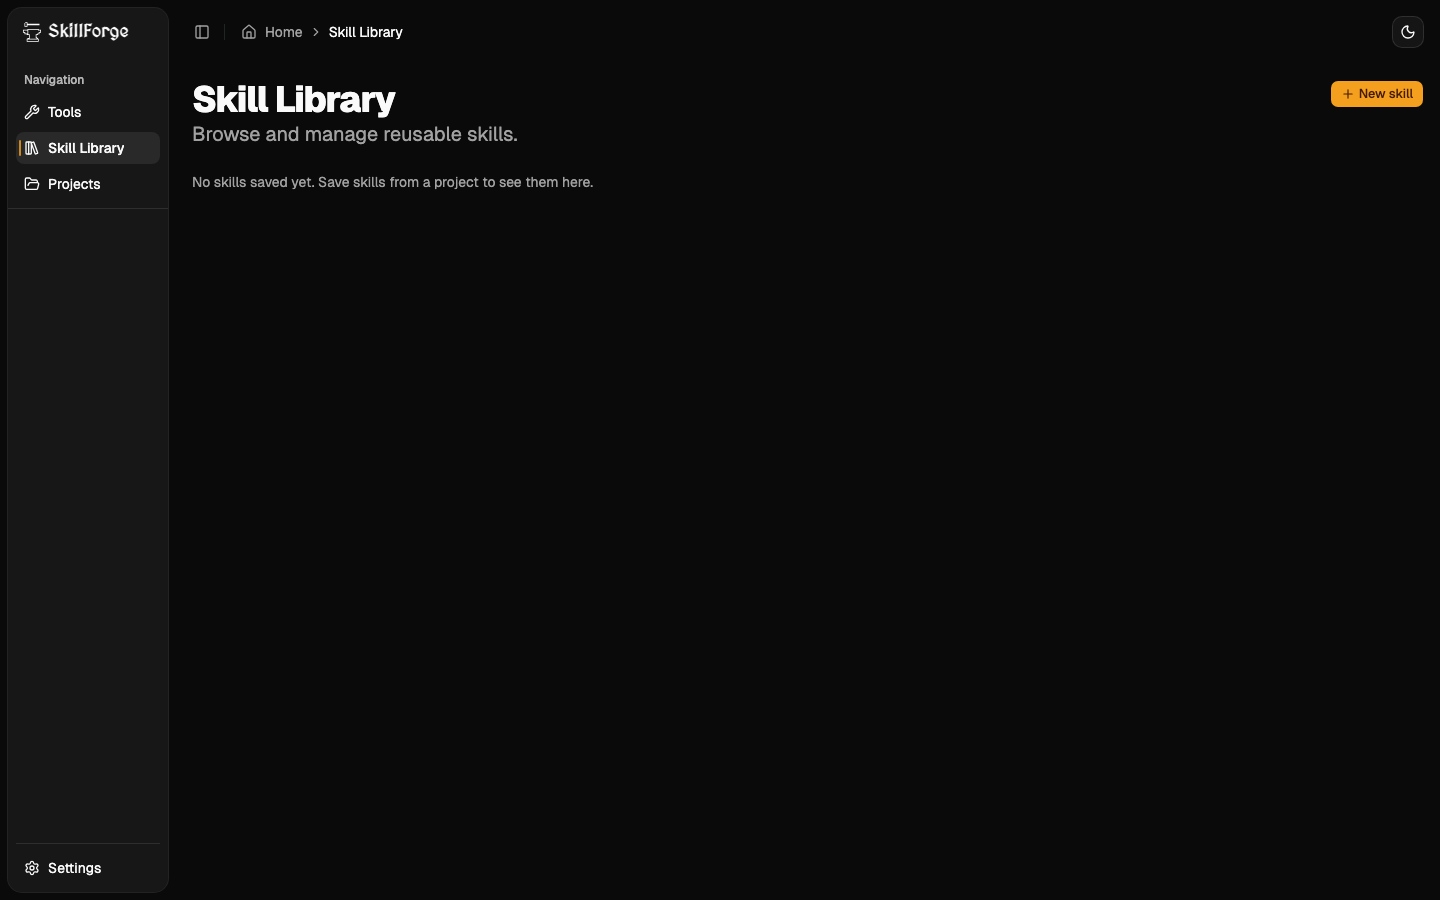 SkillForge
Navigation
Tools
Skill Library
Projects
Settings
Home
Skill Library
Skill Library
Browse and manage reusable skills.
New skill
No skills saved yet. Save skills from a project to see them here.